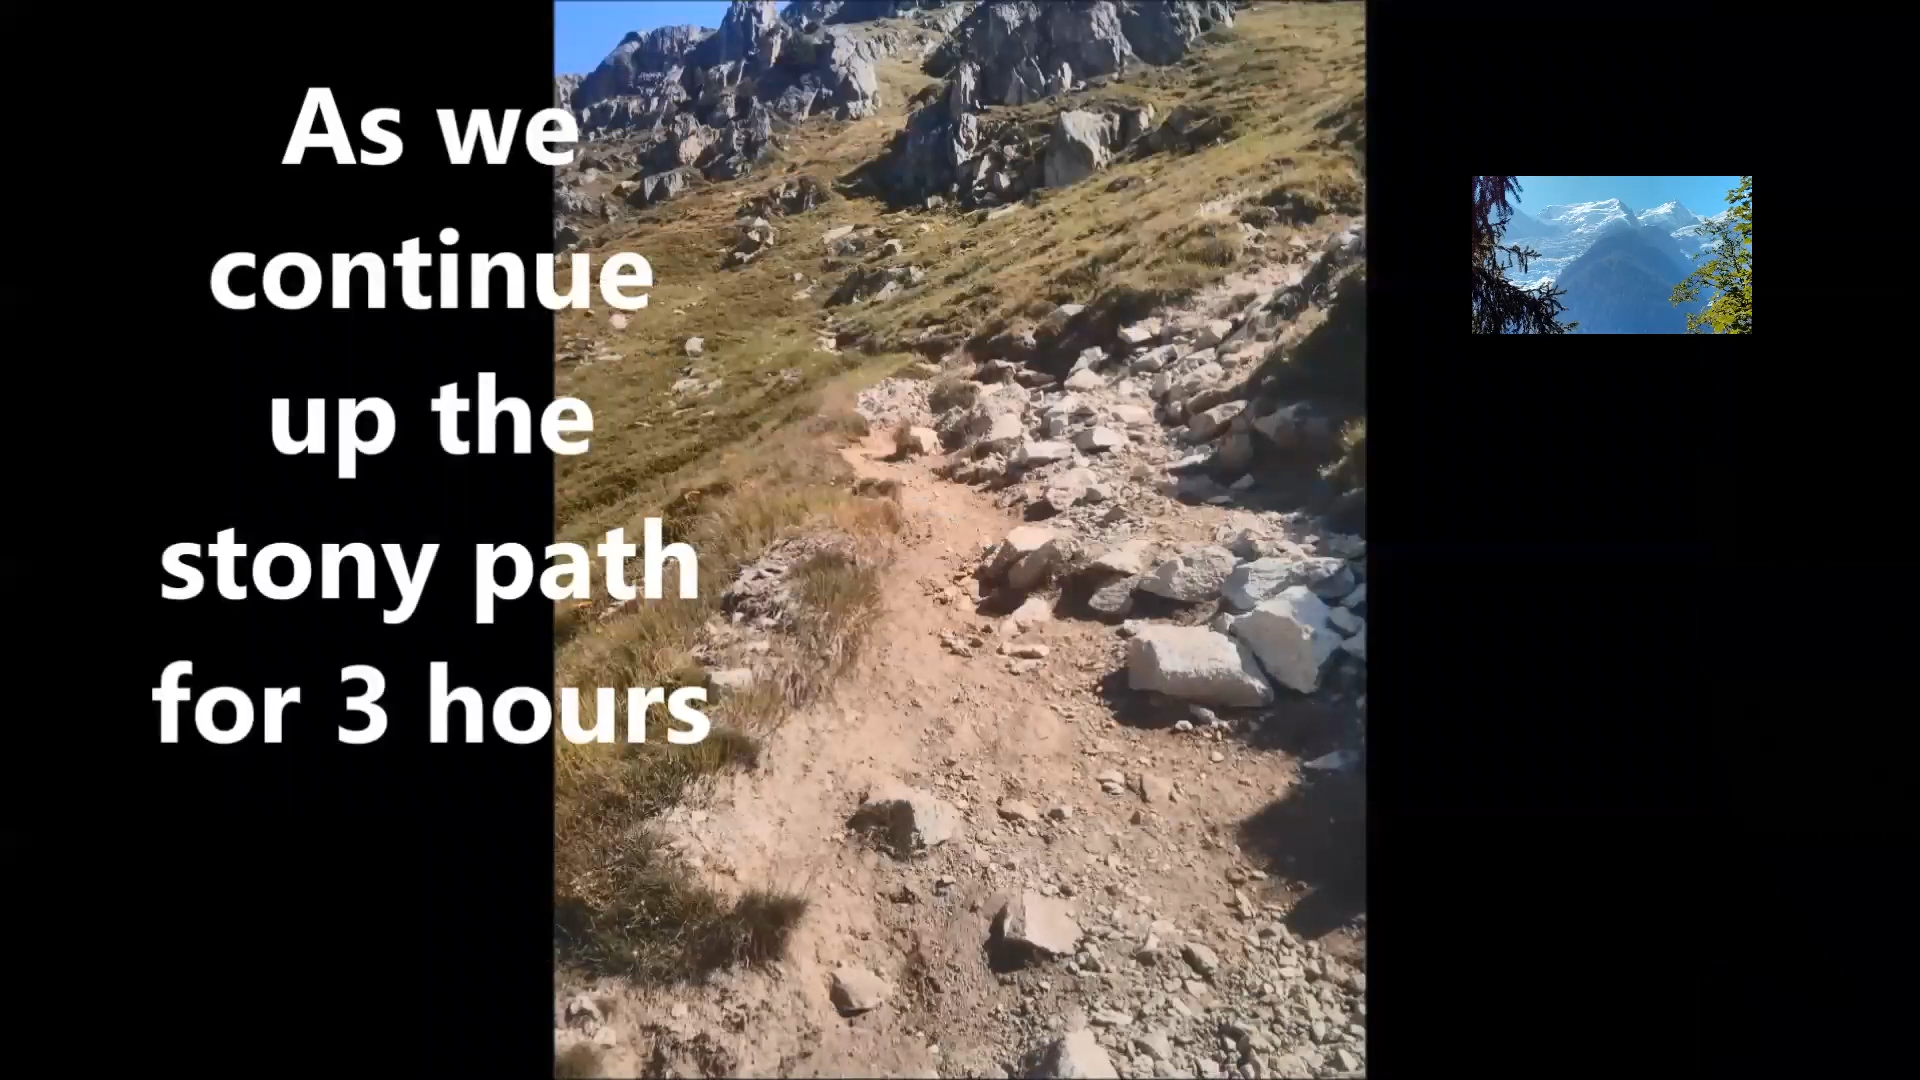 As we
continue
up the
stony path
for 3 hours